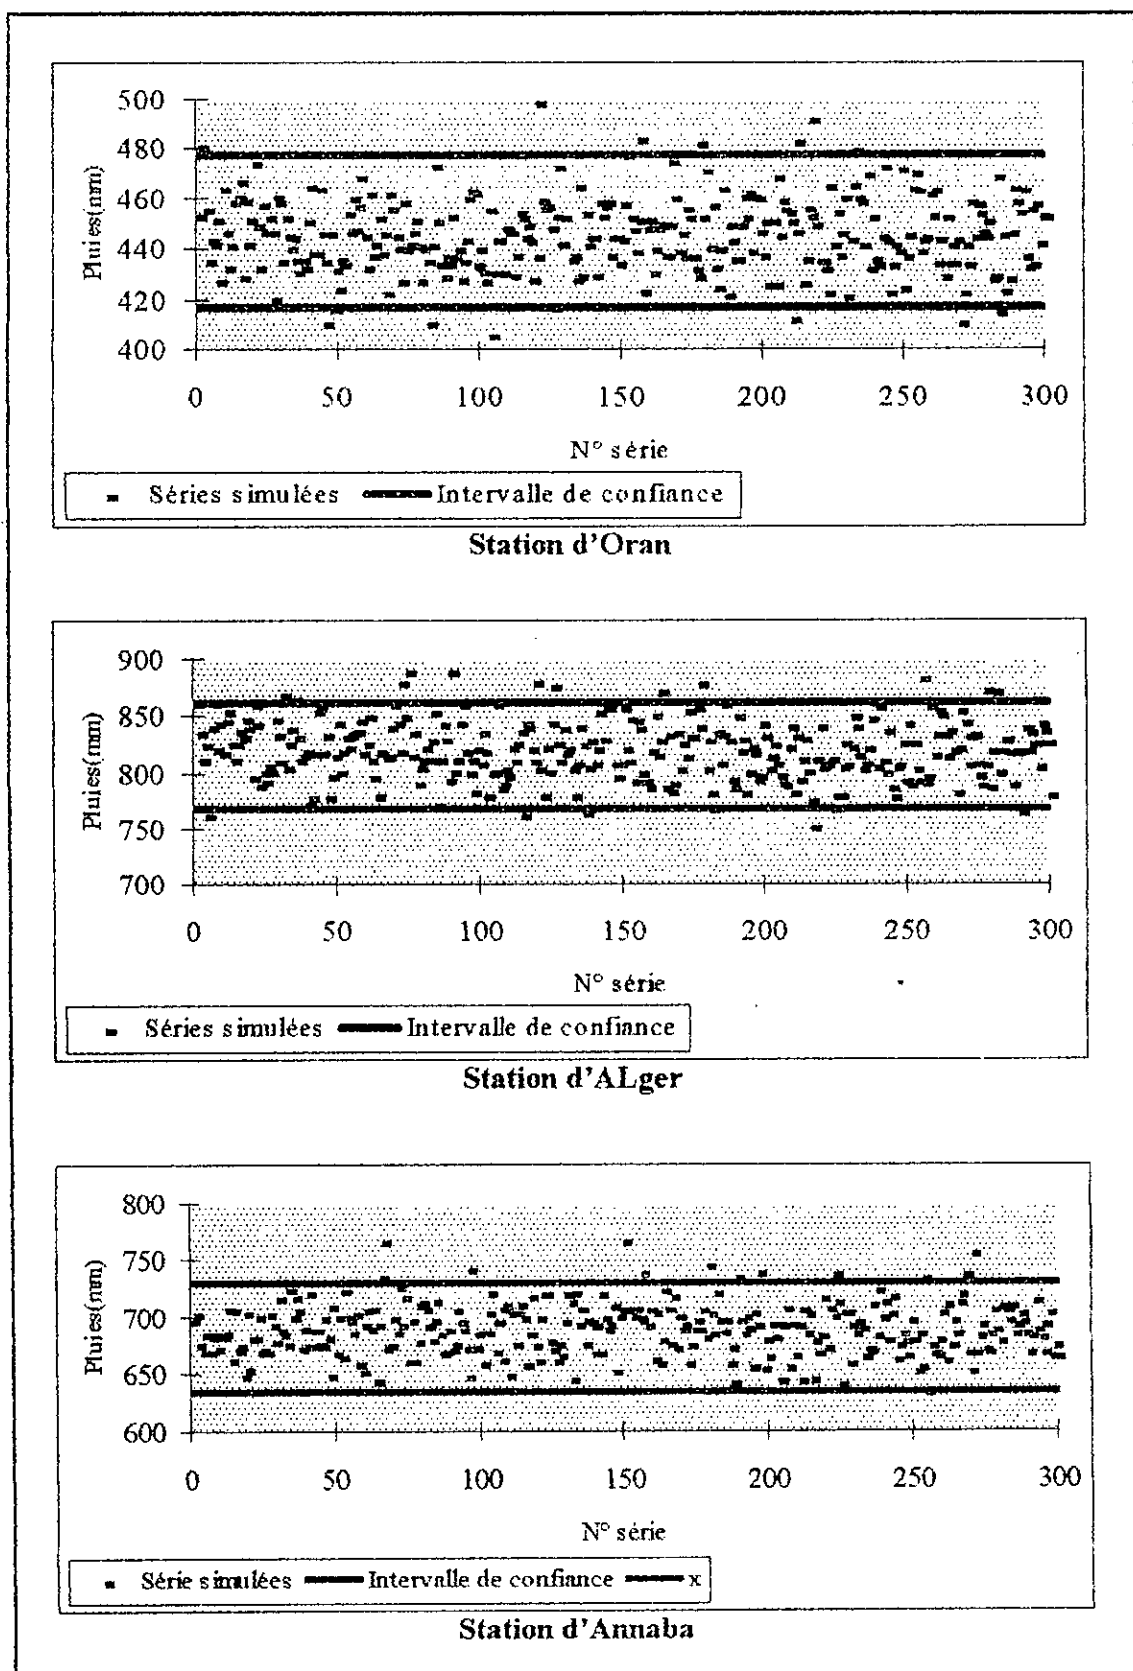 500
480
460
440
420
400
Pluies(mm)
0 50 100 150 200 250 300
N° série
Séries simulées Intervalle de confiance
Station d'Oran
900
850
800
750
700
Pluies(mm)
0 50 100 150 200 250 300
N° série
Séries simulées Intervalle de confiance
Station d'ALger
800
750
700
650
600
Pluies(mm)
0 50 100 150 200 250 300
N° série
Série simulées Intervalle de confiance x
Station d'Annaba